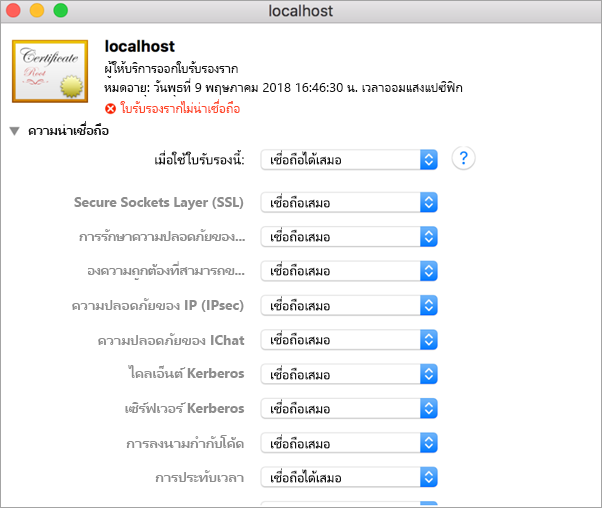 localhost
Certificate
Root
localhost
ผู้ให้บริการออกใบรับรองราก
หมดอายุ: วันพุธที่ 9 พฤษภาคม 2018 16:46:30 น. เวลาออมแสงแปซิฟิก
ใบรับรองรากไม่น่าเชื่อถือ
ความน่าเชื่อถือ
เมื่อใช้ใบรับรองนี้: เชื่อถือได้เสมอ ?
Secure Sockets Layer (SSL) เชื่อถือเสมอ
การรักษาความปลอดภัยของ... เชื่อถือเสมอ
องความถูกต้องที่สามารถข... เชื่อถือเสมอ
ความปลอดภัยของ IP (IPsec) เชื่อถือเสมอ
ความปลอดภัยของ IChat เชื่อถือเสมอ
ไคลเอ็นต์ Kerberos เชื่อถือเสมอ
เซิร์ฟเวอร์ Kerberos เชื่อถือเสมอ
การลงนามกำกับโค้ด เชื่อถือเสมอ
การประทับเวลา เชื่อถือได้เสมอ